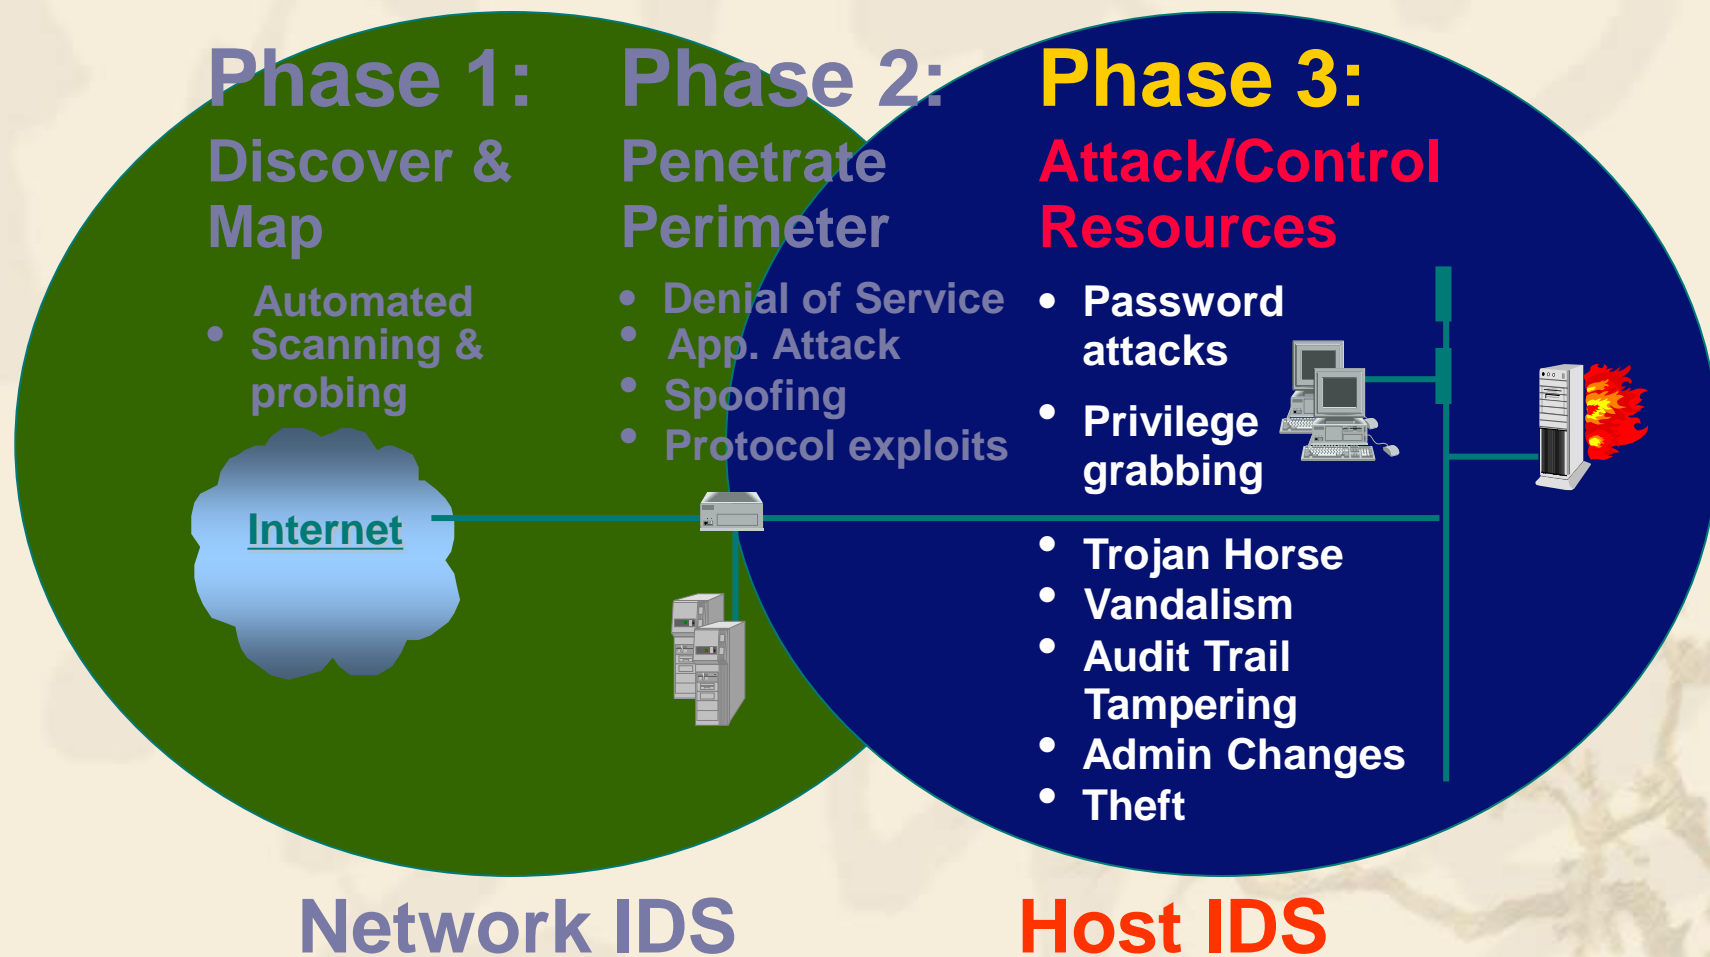 Phase 1:
Discover &
Map
Automated
• Scanning &
probing
Internet
Phase 2:
Penetrate
Perimeter
• Denial of Service
• App. Attack
• Spoofing
• Protocol exploits
Phase 3:
Attack/Control
Resources
• Password
attacks
• Privilege
grabbing
• Trojan Horse
• Vandalism
• Audit Trail
Tampering
• Admin Changes
• Theft
Network IDS
Host IDS